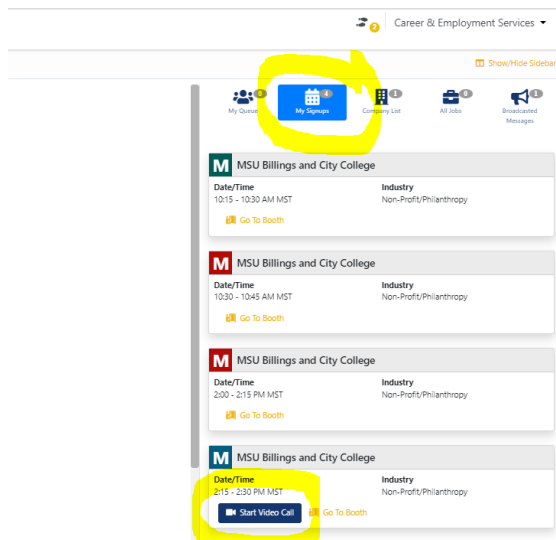 2
Career & Employment Services
Show/Hide Sidebar
0 4 1 0 1
My Queue My Signups Company List All Jobs Broadcasted
Messages
M MSU Billings and City College
Date/Time Industry
10:15 - 10:30 AM MST Non-Profit/Philanthropy
Go To Booth
M MSU Billings and City College
Date/Time Industry
10:30 - 10:45 AM MST Non-Profit/Philanthropy
Go To Booth
M MSU Billings and City College
Date/Time Industry
2:00 - 2:15 PM MST Non-Profit/Philanthropy
Go To Booth
M MSU Billings and City College
Date/Time Industry
2:15 - 2:30 PM MST Non-Profit/Philanthropy
Start Video Call Go To Booth